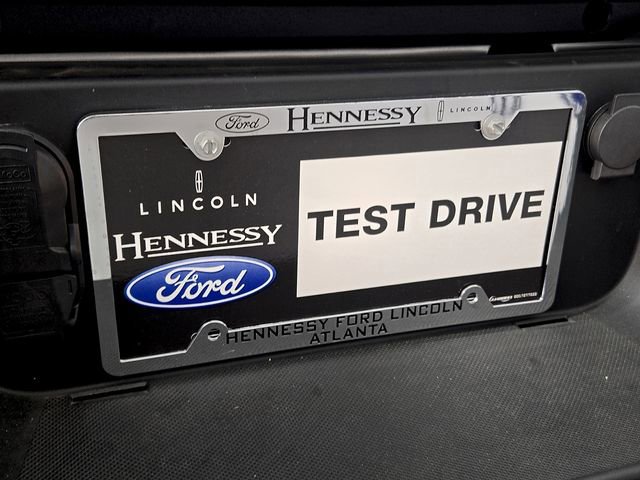 Ford HENNESSY LINCOLN
LINCOLN
HENNESSY
Ford
TEST DRIVE
HENNESSY FORD LINCOLN
ATLANTA